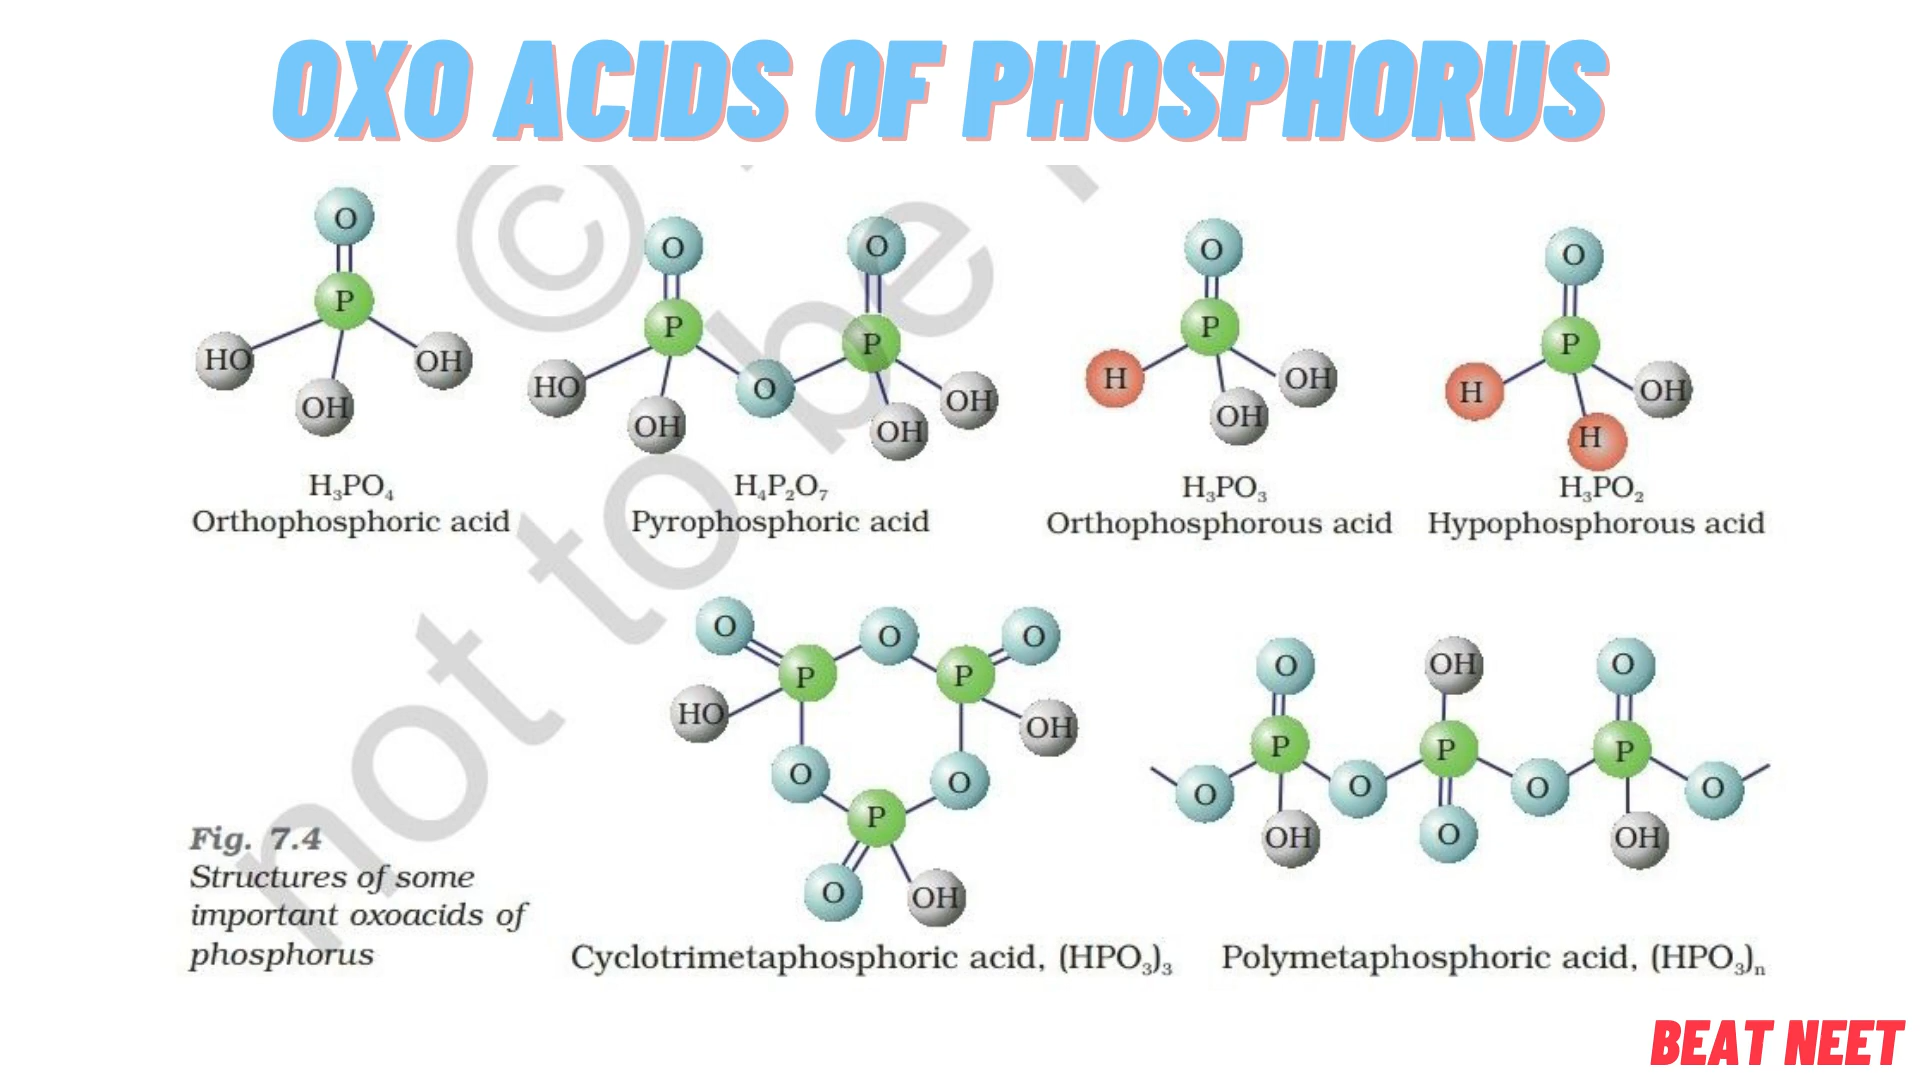 OXO ACIDS OF PHOSPHORUS
© not to be r
O
P
HO
OH
OH
H₃PO₄
Orthophosphoric acid
O
O
P
P
HO
OH
O
OH
OH
H₄P₂O₇
Pyrophosphoric acid
O
P
H
OH
OH
H₃PO₃
Orthophosphorous acid
O
P
H
OH
H
H₃PO₂
Hypophosphorous acid
O
O
O
P
P
HO
OH
O
O
P
O
OH
Cyclotrimetaphosphoric acid, (HPO₃)₃
O
OH
O
P
P
P
O
O
O
O
OH
O
OH
Polymetaphosphoric acid, (HPO₃)ₙ
Fig. 7.4
Structures of some
important oxoacids of
phosphorus
BEAT NEET